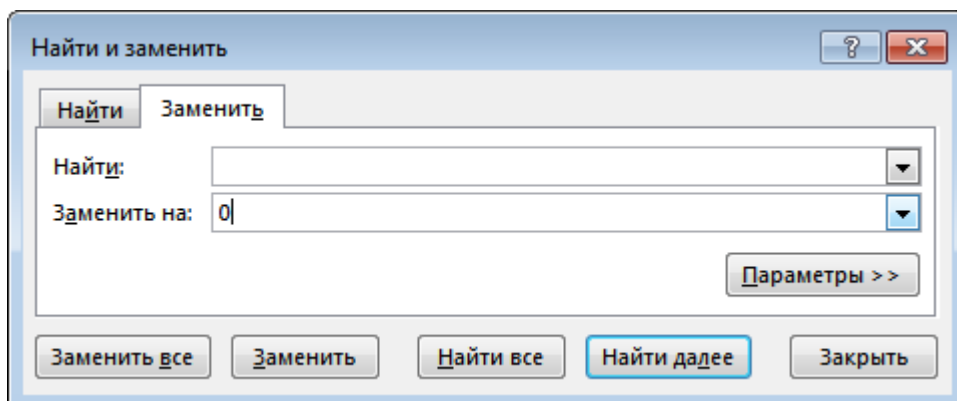 Найти и заменить
Найти Заменить
Найти:
Заменить на: 0
Параметры >>
Заменить все Заменить Найти все Найти далее Закрыть